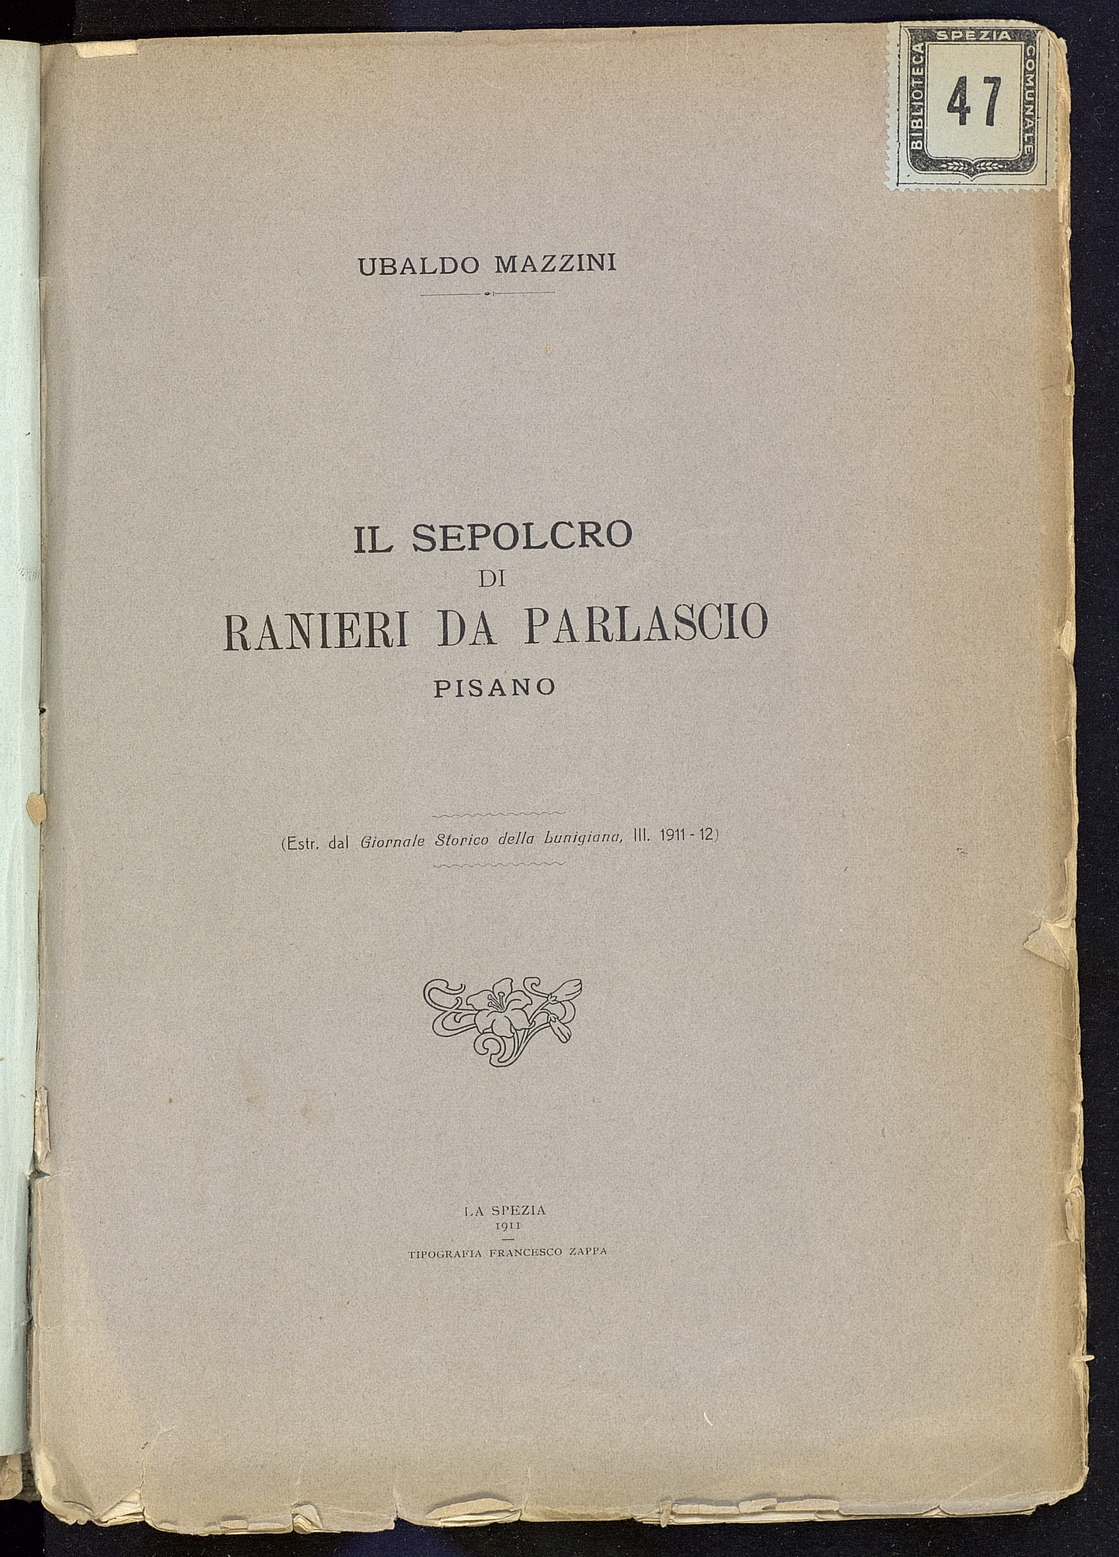 BIBLIOTECA SPEZIA COMUNALE
47
UBALDO MAZZINI
IL SEPOLCRO
DI
RANIERI DA PARLASCIO
PISANO
(Estr. dal Giornale Storico della Lunigiana, III. 1911 - 12)
LA SPEZIA
1911
TIPOGRAFIA FRANCESCO ZAPPA